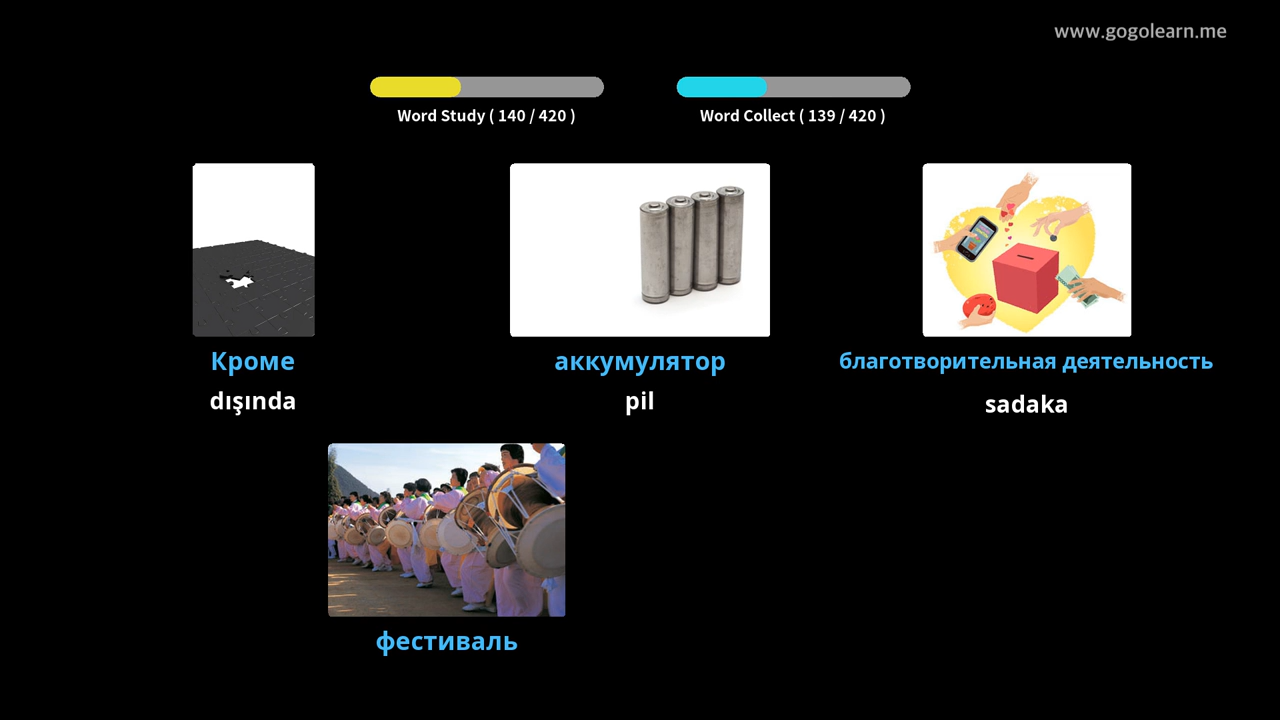 www.gogolearn.me
Word Study ( 140 / 420 )
Word Collect ( 139 / 420 )
Кроме
dışında
аккумулятор
pil
благотворительная деятельность
sadaka
фестиваль